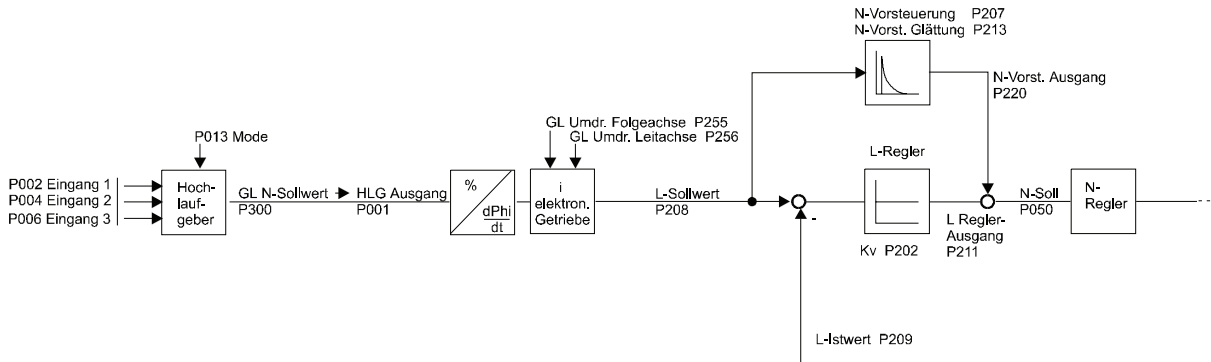 N-Vorsteuerung P207
N-Vorst. Glättung P213
N-Vorst. Ausgang
P220
GL Umdr. Folgeachse P255
GL Umdr. Leitachse P256
P013 Mode
L-Regler
P002 Eingang 1
P004 Eingang 2
P006 Eingang 3
Hoch-
lauf-
geber
GL N-Sollwert
P300
HLG Ausgang
P001
%
dPhi
dt
i
elektron.
Getriebe
L-Sollwert
P208
-
Kv P202
L Regler-
Ausgang
P211
N-Soll
P050
N-
Regler
L-Istwert P209